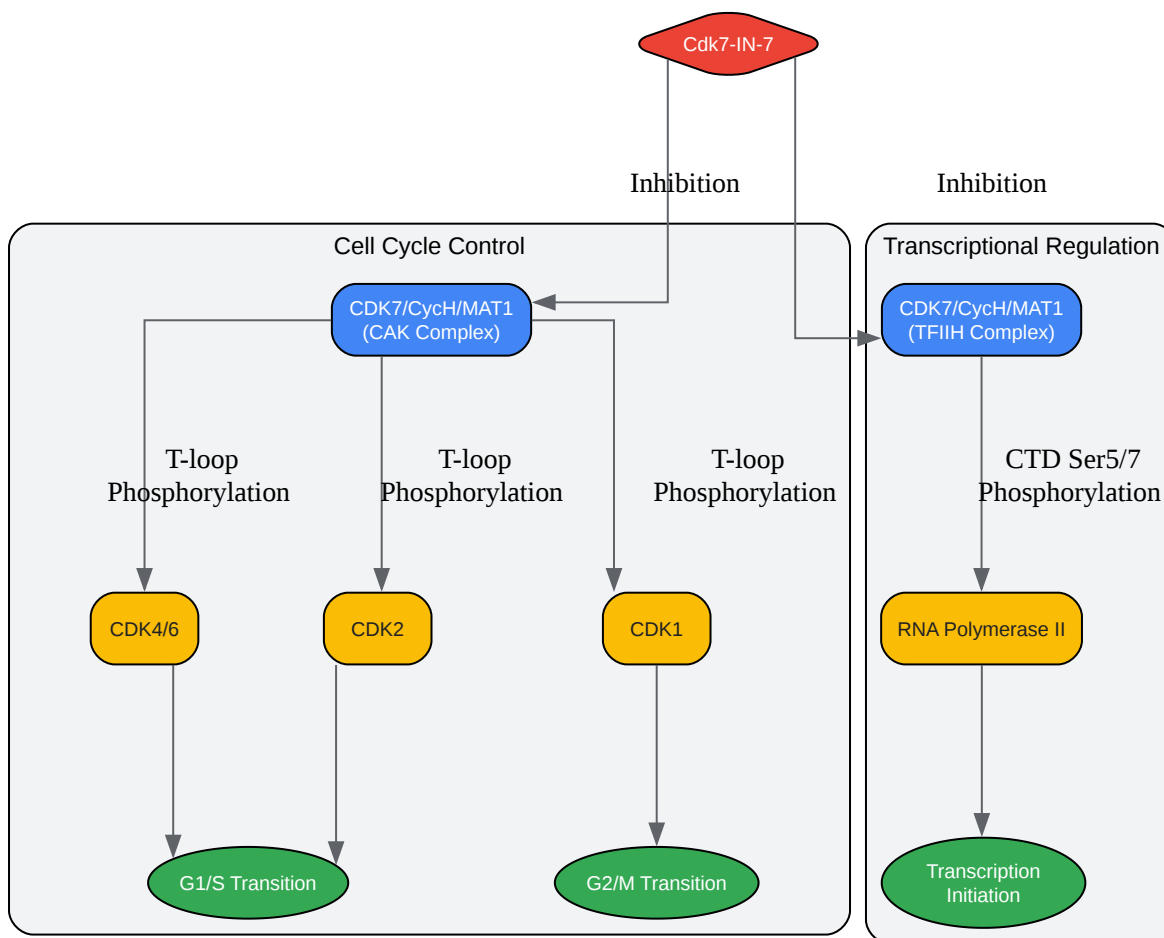 Cdk7-IN-7
Inhibition
Inhibition
Cell Cycle Control
Transcriptional Regulation
CDK7/CycH/MAT1
(CAK Complex)
CDK7/CycH/MAT1
(TFIIH Complex)
T-loop
Phosphorylation
T-loop
Phosphorylation
T-loop
Phosphorylation
CTD Ser5/7
Phosphorylation
CDK4/6
CDK2
CDK1
RNA Polymerase II
G1/S Transition
G2/M Transition
Transcription
Initiation